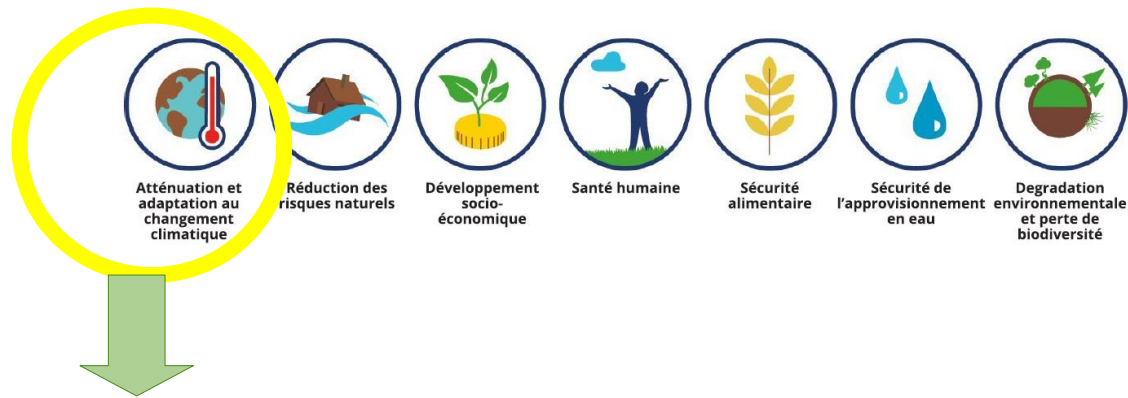 Atténuation et
adaptation au
changement
climatique
Réduction des
risques naturels
Développement
socio-
économique
Santé humaine
Sécurité
alimentaire
Sécurité de
l'approvisionnement
en eau
Degradation
environnementale
et perte de
biodiversité